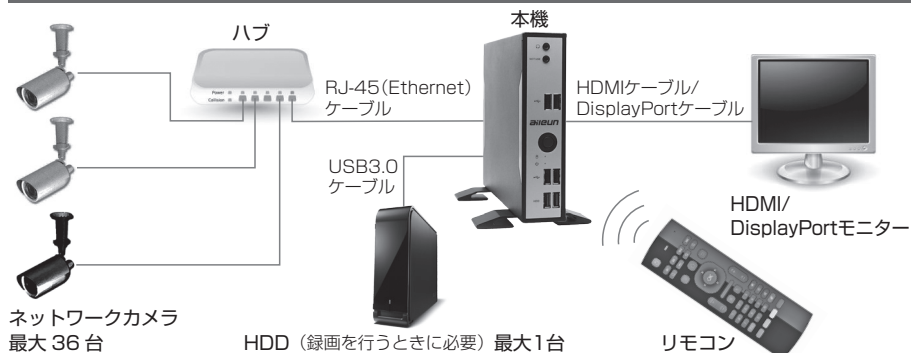 ハブ
本機
Power
Collision
RJ-45(Ethernet)
ケーブル
HDMIケーブル/
DisplayPortケーブル
USB3.0
ケーブル
HDMI/
DisplayPortモニター
ネットワークカメラ
最大 36 台
HDD（録画を行うときに必要）最大1台
リモコン